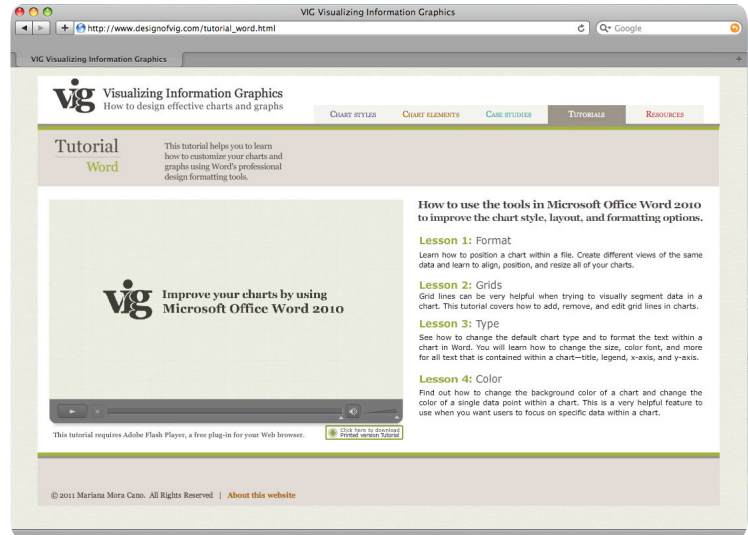 VIG Visualizing Information Graphics
http://www.designofvig.com/tutorial_word.html
Google
VIG Visualizing Information Graphics
vig
Visualizing Information Graphics
How to design effective charts and graphs
Chart styles
Chart elements
Case studies
Tutorials
Resources
Tutorial
Word
This tutorial helps you to learn
how to customize your charts and
graphs using Word's professional
design formatting tools.
vig
Improve your charts by using
Microsoft Office Word 2010
This tutorial requires Adobe Flash Player, a free plug-in for your Web browser.
Click here to download
Printed version Tutorial
How to use the tools in Microsoft Office Word 2010
to improve the chart style, layout, and formatting options.
Lesson 1: Format
Learn how to position a chart within a file. Create different views of the same
data and learn to align, position, and resize all of your charts.
Lesson 2: Grids
Grid lines can be very helpful when trying to visually segment data in a
chart. This tutorial covers how to add, remove, and edit grid lines in charts.
Lesson 3: Type
See how to change the default chart type and to format the text within a
chart in Word. You will learn how to change the size, color font, and more
for all text that is contained within a chart—title, legend, x-axis, and y-axis.
Lesson 4: Color
Find out how to change the background color of a chart and change the
color of a single data point within a chart. This is a very helpful feature to
use when you want users to focus on specific data within a chart.
© 2011 Mariana Mora Cano. All Rights Reserved | About this website